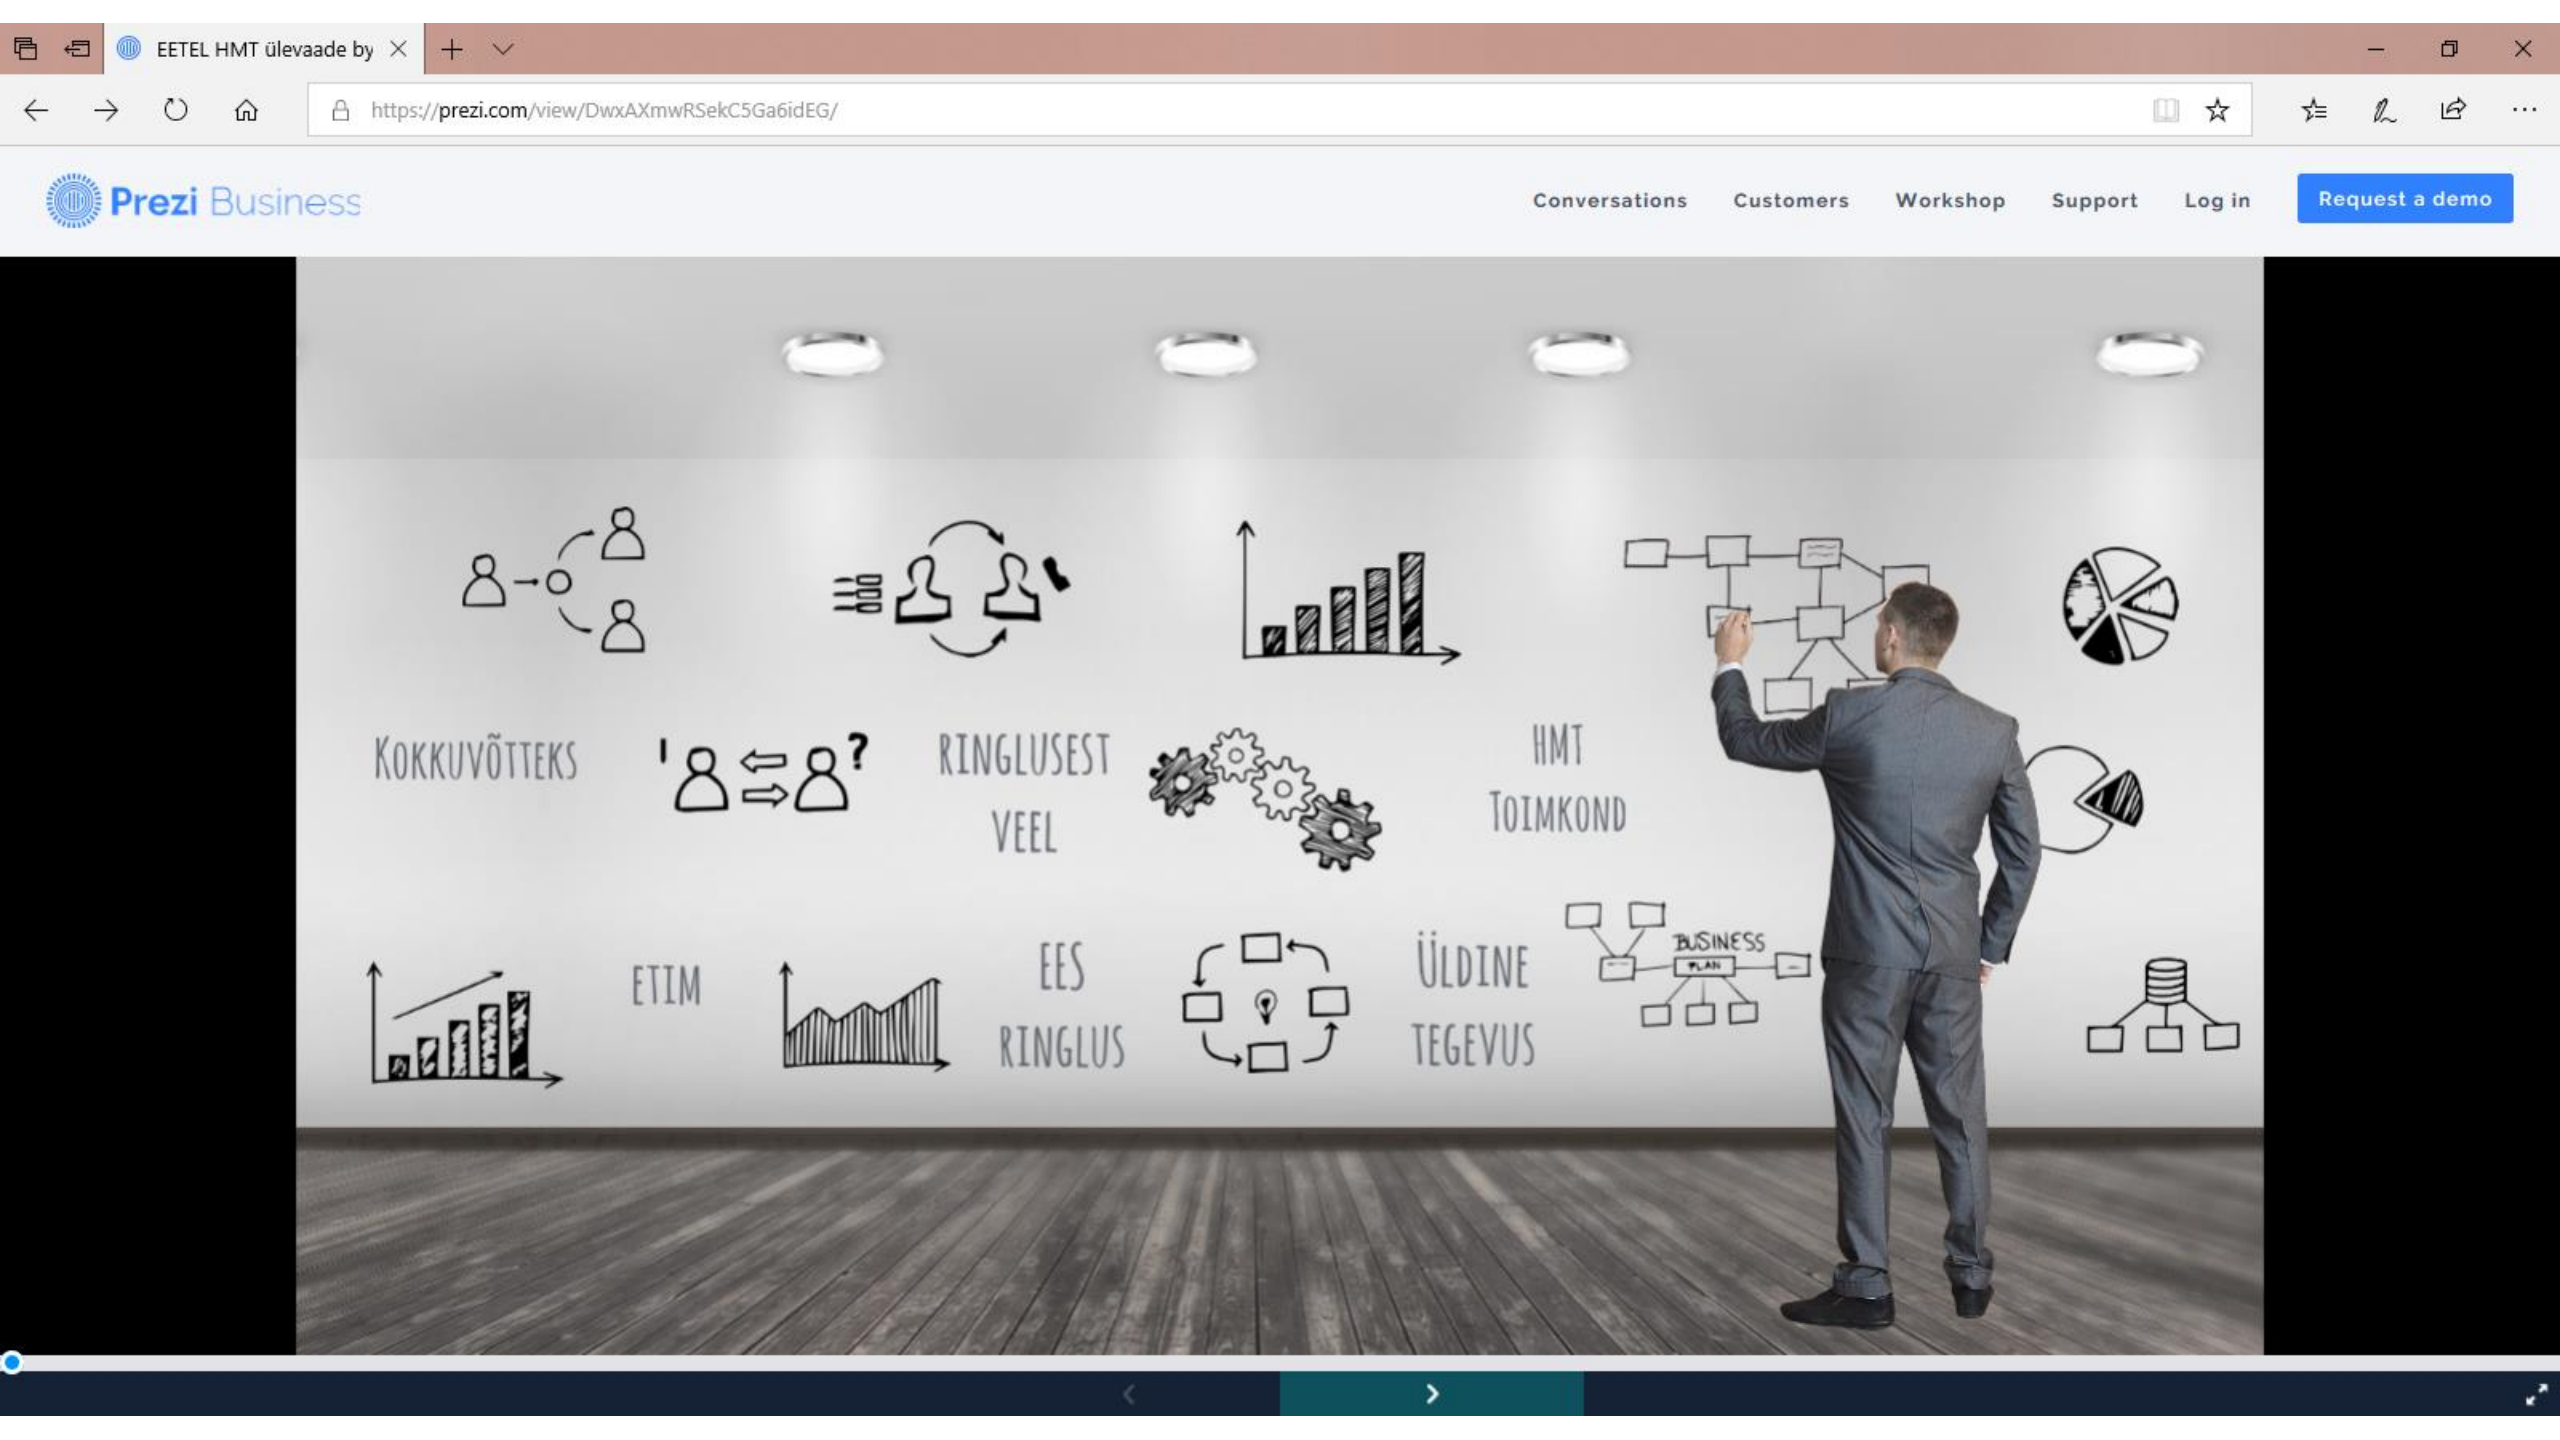 EETEL HMT ülevaade by
https://prezi.com/view/DwxAXmwRSekC5Ga6idEG/
Prezi Business
Conversations Customers Workshop Support Log in Request a demo
KOKKUVÕTTEKS
?
RINGLUSEST
VEEL
HMT
TOIMKOND
ETIM
EES
RINGLUS
ÜLDINE
TEGEVUS
BUSINESS
PLAN